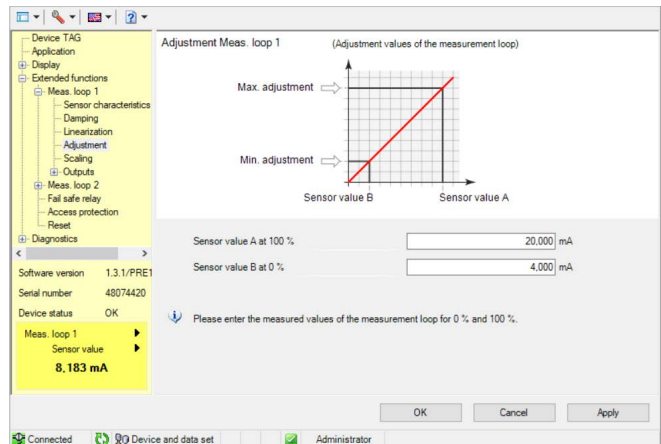 Device TAG
Application
Display
Extended functions
Meas. loop 1
Sensor characteristics
Damping
Linearization
Adjustment
Scaling
Outputs
Meas. loop 2
Fail safe relay
Access protection
Reset
Diagnostics
Software version 1.3.1/PRE1
Serial number 48074420
Device status OK
Meas. loop 1
Sensor value
8,183 mA
Adjustment Meas. loop 1 (Adjustment values of the measurement loop)
Max. adjustment
Min. adjustment
Sensor value B Sensor value A
Sensor value A at 100 % 20,000 mA
Sensor value B at 0 % 4,000 mA
Please enter the measured values of the measurement loop for 0 % and 100 %.
OK Cancel Apply
Connected Device and data set Administrator